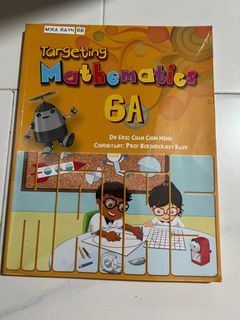 MIKA RAYN 6B
Targeting
Mathematics
6A
DR ERIC CHAN CHUN MING
CONSULTANT: PROF BERINDERJEET KAUR